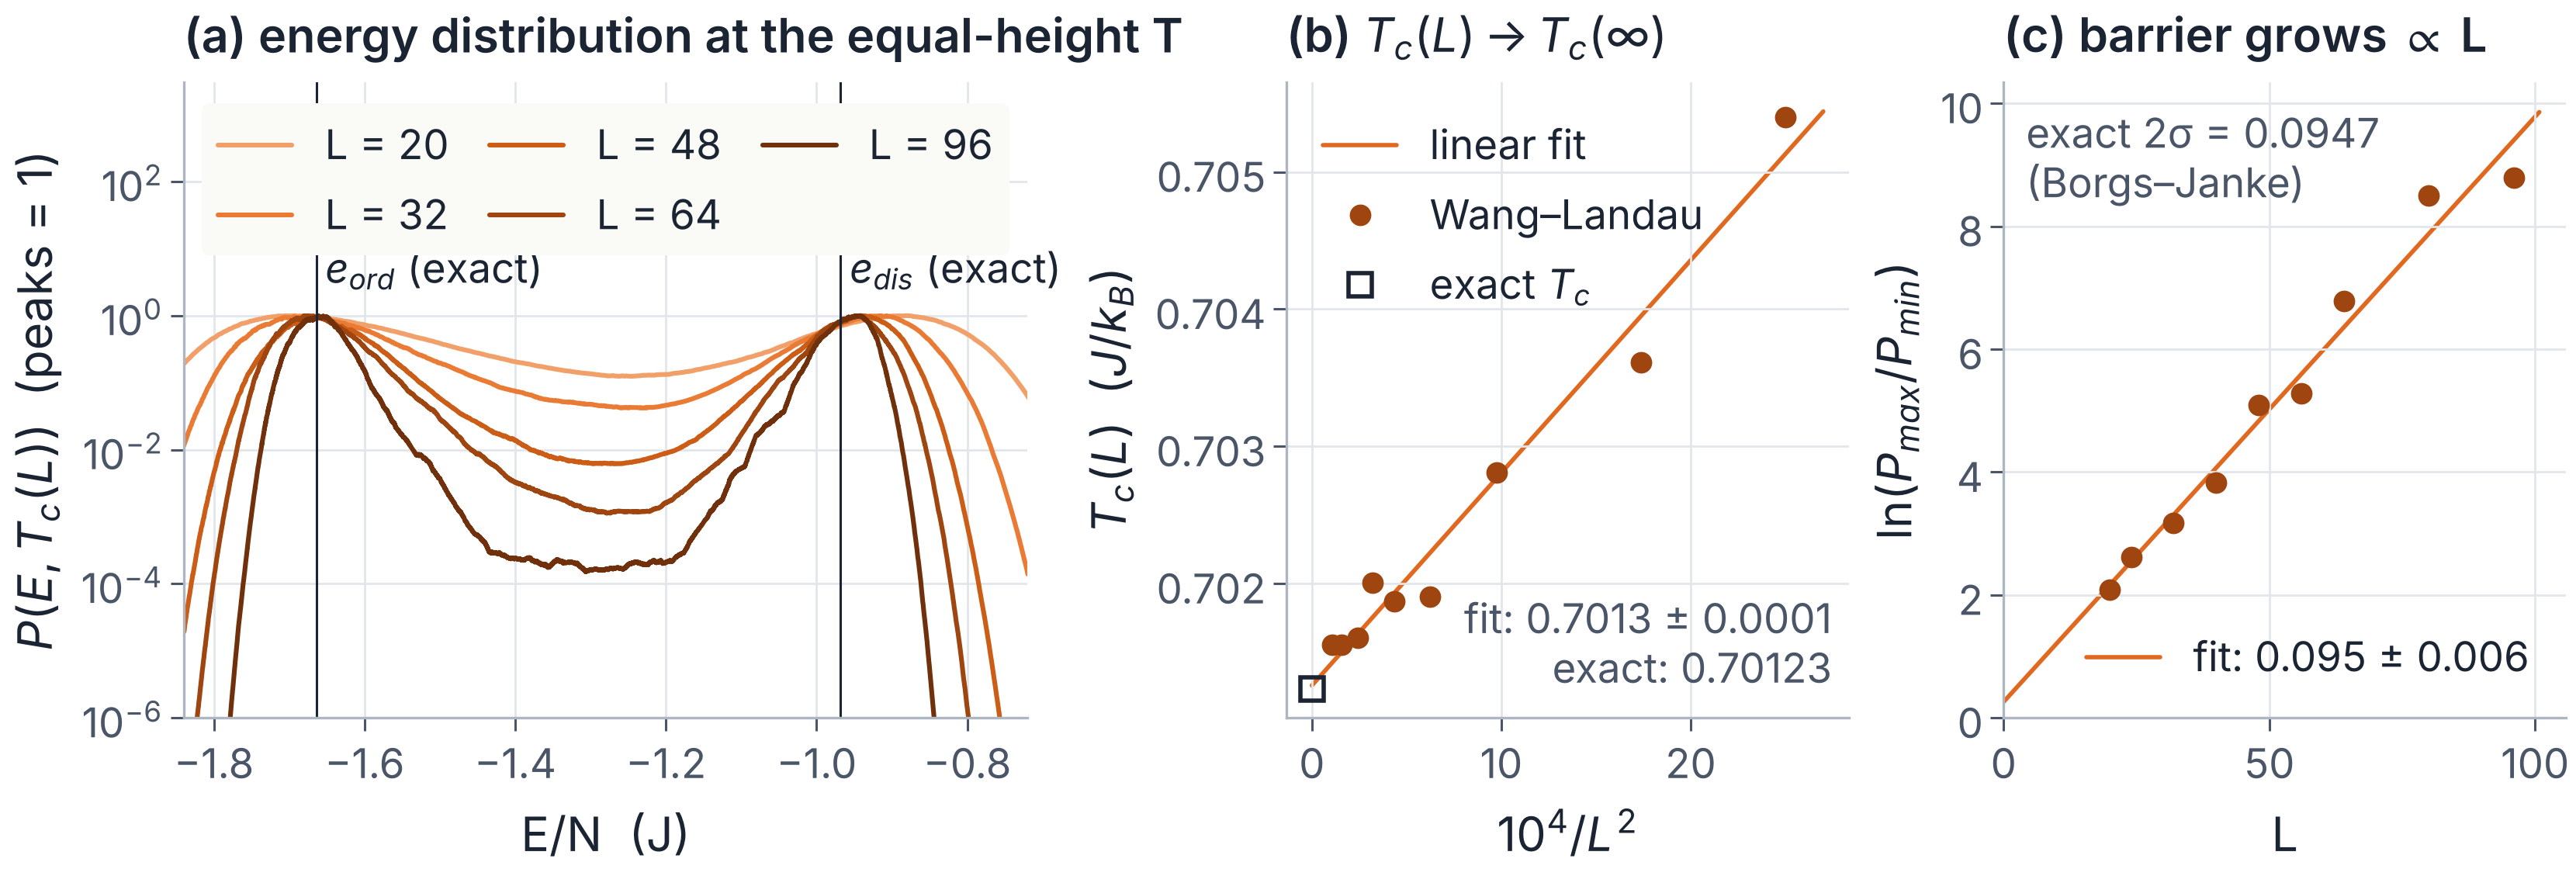 (a) energy distribution at the equal-height T
P(E, T_c(L)) (peaks = 1)
10^2
10^0
10^−2
10^−4
10^−6
L = 20
L = 48
L = 96
L = 32
L = 64
e_ord (exact)
e_dis (exact)
−1.8
−1.6
−1.4
−1.2
−1.0
−0.8
E/N (J)
(b) T_c(L) → T_c(∞)
T_c(L) (J/k_B)
0.705
0.704
0.703
0.702
linear fit
Wang–Landau
exact T_c
fit: 0.7013 ± 0.0001
exact: 0.70123
0
10
20
10^4/L^2
(c) barrier grows ∝ L
ln(P_max/P_min)
10
8
6
4
2
0
exact 2σ = 0.0947
(Borgs–Janke)
fit: 0.095 ± 0.006
0
50
100
L